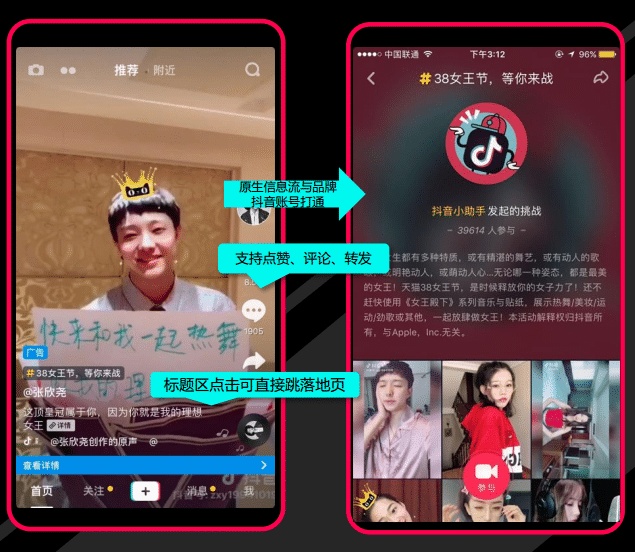 推荐
附近
原生信息流与品牌
抖音账号打通
支持点赞、评论、转发
快来和我一起热舞
1905
广告
#38女王节，等你来战
标题区点击可直接跳落地页
@张欣尧
这顶皇冠属于你，因为你就是我的理想
女王 详情
@张欣尧创作的原声 @
查看详情
首页
关注
消息
我
中国联通
下午3:12
96%
#38女王节，等你来战
抖音小助手 发起的挑战
– 39614 人参与 –
生都有多种特质，或有精湛的舞艺，或有动人的歌
或明艳动人，或萌动人心...无论哪一种姿态，都是最美
的女王！天猫38女王节，是时候释放你的女子力了！还不
赶快使用《女王殿下》系列音乐与贴纸，展示热舞/美妆/运
动/劲歌或其他，一起放肆做女王！本活动解释权归抖音所
有，与Apple，Inc.无关。
参与